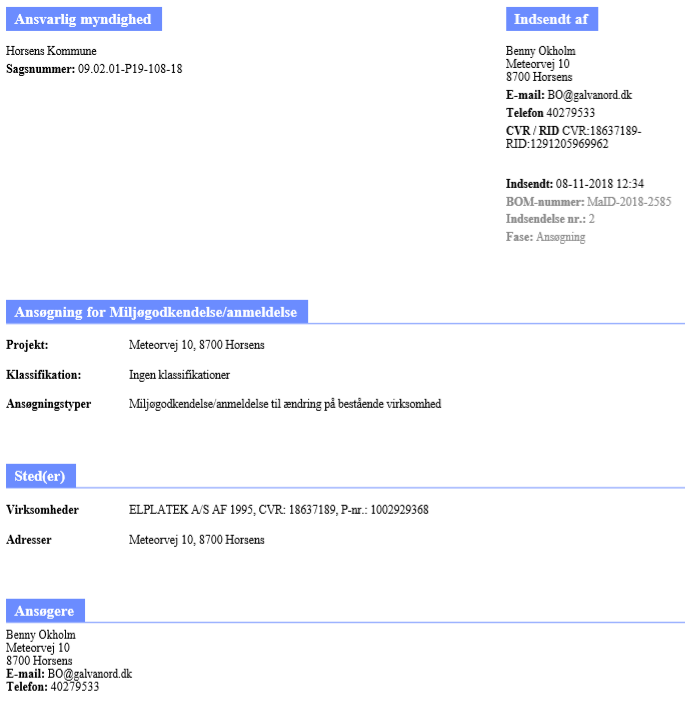 Ansvarlig myndighed
Horsens Kommune
Sagsnummer: 09.02.01-P19-108-18
Indsendt af
Benny Okholm
Meteorvej 10
8700 Horsens
E-mail: BO@galvanord.dk
Telefon 40279533
CVR / RID CVR:18637189-
RID:1291205969962
Indsendt: 08-11-2018 12:34
BOM-nummer: MaID-2018-2585
Indsendelse nr.: 2
Fase: Ansøgning
Ansøgning for Miljøgodkendelse/anmeldelse
Projekt: Meteorvej 10, 8700 Horsens
Klassifikation: Ingen klassifikationer
Ansøgningstyper Miljøgodkendelse/anmeldelse til ændring på bestående virksomhed
Sted(er)
Virksomheder ELPLATEK A/S AF 1995, CVR: 18637189, P-nr.: 1002929368
Adresser Meteorvej 10, 8700 Horsens
Ansøgere
Benny Okholm
Meteorvej 10
8700 Horsens
E-mail: BO@galvanord.dk
Telefon: 40279533